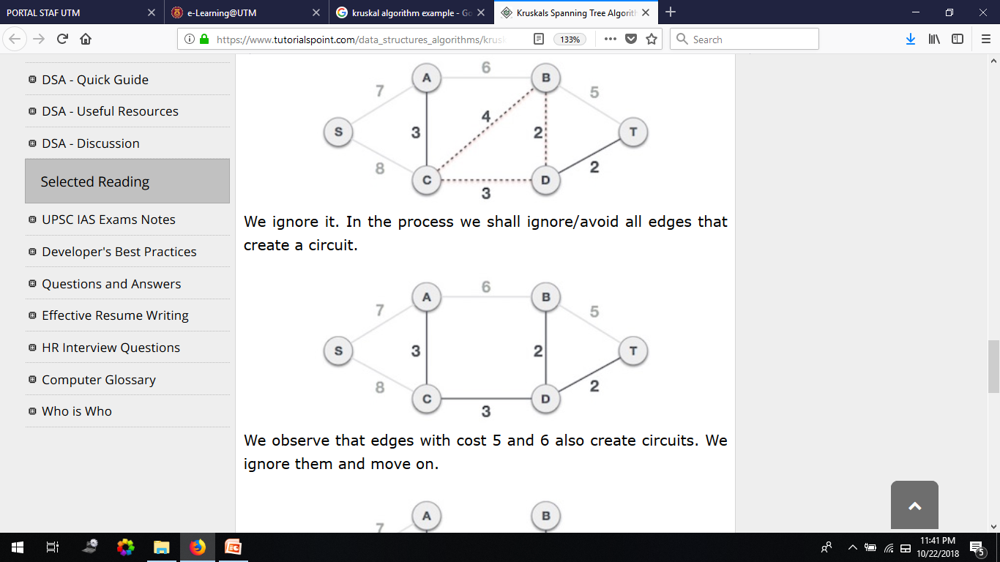 PORTAL STAF UTM
e-Learning@UTM
kruskal algorithm example - Go
Kruskals Spanning Tree Algorith
https://www.tutorialspoint.com/data_structures_algorithms/krusk
133%
Search
DSA - Quick Guide
DSA - Useful Resources
DSA - Discussion
Selected Reading
UPSC IAS Exams Notes
Developer's Best Practices
Questions and Answers
Effective Resume Writing
HR Interview Questions
Computer Glossary
Who is Who
A 6 B
7 5
4
S 3 2 T
8 2
C D
3
We ignore it. In the process we shall ignore/avoid all edges that
create a circuit.
A 6 B
7 5
S 3 2 T
8 2
C D
3
We observe that edges with cost 5 and 6 also create circuits. We
ignore them and move on.
A B
7
11:41 PM
10/22/2018
5